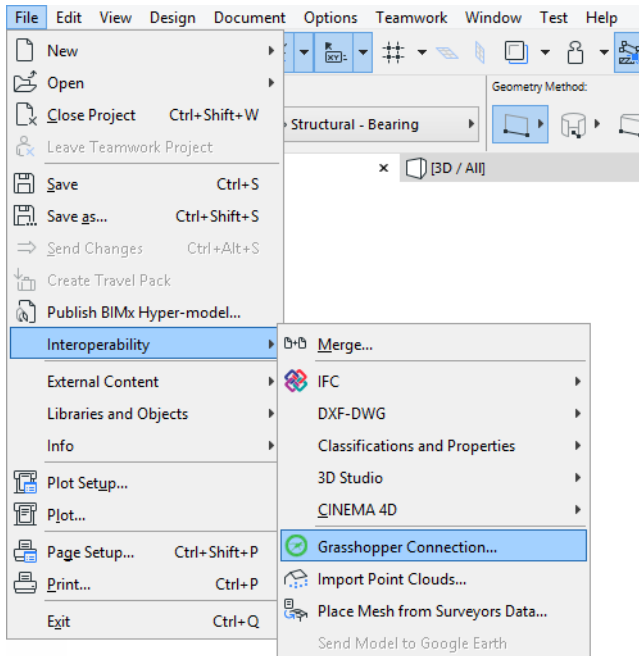 File Edit View Design Document Options Teamwork Window Test Help
New
Open
Close Project Ctrl+Shift+W
Leave Teamwork Project
Save Ctrl+S
Save as... Ctrl+Shift+S
Send Changes Ctrl+Alt+S
Create Travel Pack
Publish BIMx Hyper-model...
Interoperability
External Content
Libraries and Objects
Info
Plot Setup...
Plot...
Page Setup... Ctrl+Shift+P
Print... Ctrl+P
Exit Ctrl+Q
XY:
Geometry Method:
Structural - Bearing
× [3D / All]
Merge...
IFC
DXF-DWG
Classifications and Properties
3D Studio
CINEMA 4D
Grasshopper Connection...
Import Point Clouds...
Place Mesh from Surveyors Data...
Send Model to Google Earth